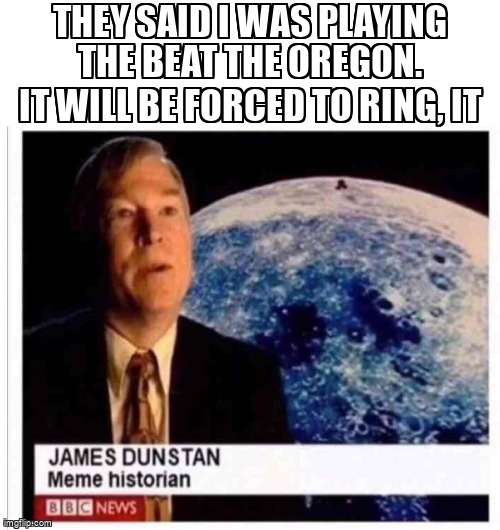 THEY SAID I WAS PLAYING
THE BEAT THE OREGON.
IT WILL BE FORCED TO RING, IT
JAMES DUNSTAN
Meme historian
BBC NEWS
imgflip.com